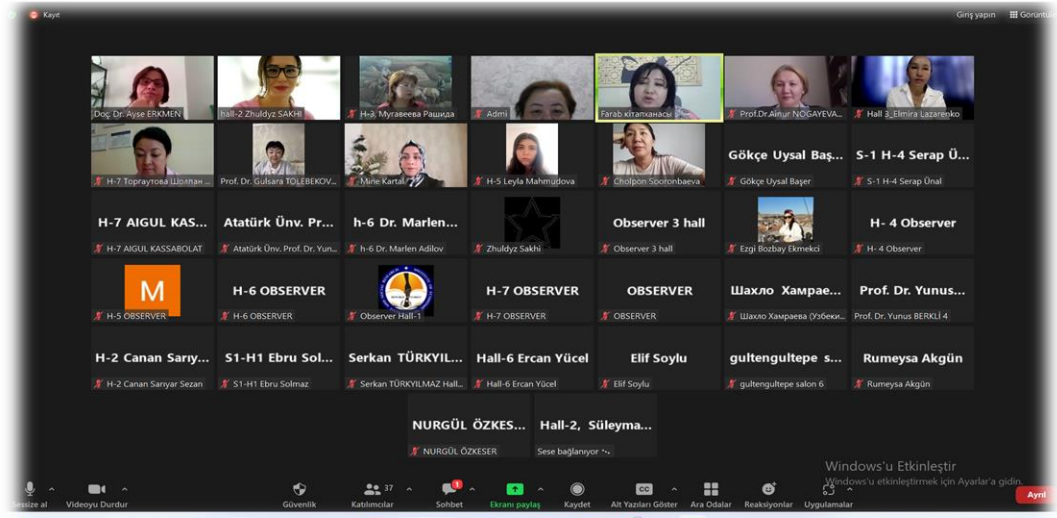 Kayıt
Giriş yapın
Görüntü
Doç. Dr. Ayse ERKMEN
hall-2 Zhuldyz SAKHI
H-3, Мугавеева Рашида
Admi
Farab кітапханасы
Prof.Dr.Ainur NOGAYEVA...
Hall 3_Elmira Lazarenko
H-7 Торгаутова Шолпан ...
Prof. Dr. Gulsara TOLEBEKOV...
Mine Kartal
H-5 Leyla Mahmudova
Cholpon Sooronbaeva
Gökçe Uysal Baş...
Gökçe Uysal Başer
S-1 H-4 Serap Ü...
S-1 H-4 Serap Ünal
H-7 AIGUL KAS...
H-7 AIGUL KASSABOLAT
Atatürk Ünv. Pr...
Atatürk Ünv. Prof. Dr. Yun...
h-6 Dr. Marlen...
h-6 Dr. Marlen Adilov
Zhuldyz Sakhi
Observer 3 hall
Observer 3 hall
Ezgi Bozbay Ekmekci
H- 4 Observer
H- 4 Observer
M
H-5 OBSERVER
H-6 OBSERVER
H-6 OBSERVER
Observer Hall-1
H-7 OBSERVER
H-7 OBSERVER
OBSERVER
OBSERVER
Шахло Хамрае...
Шахло Хамраева (Узбеки...
Prof. Dr. Yunus...
Prof. Dr. Yunus BERKLİ 4
H-2 Canan Sarıy...
H-2 Canan Sarıyar Sezan
S1-H1 Ebru Sol...
S1-H1 Ebru Solmaz
Serkan TÜRKYIL...
Serkan TÜRKYILMAZ Hall...
Hall-6 Ercan Yücel
Hall-6 Ercan Yücel
Elif Soylu
Elif Soylu
gultengultepe s...
gultengultepe salon 6
Rumeysa Akgün
Rumeysa Akgün
NURGÜL ÖZKES...
NURGÜL ÖZKESER
Hall-2, Süleyma...
Sese bağlanıyor
Windows'u Etkinleştir
Windows'u etkinleştirmek için Ayarlar'a gidin.
Sessize al
Videoyu Durdur
Güvenlik
Katılımcılar
37
Sohbet
1
Ekranı paylaş
Kaydet
CC
Alt Yazıları Göster
Ara Odalar
Reaksiyonlar
Uygulamalar
Ayrıl